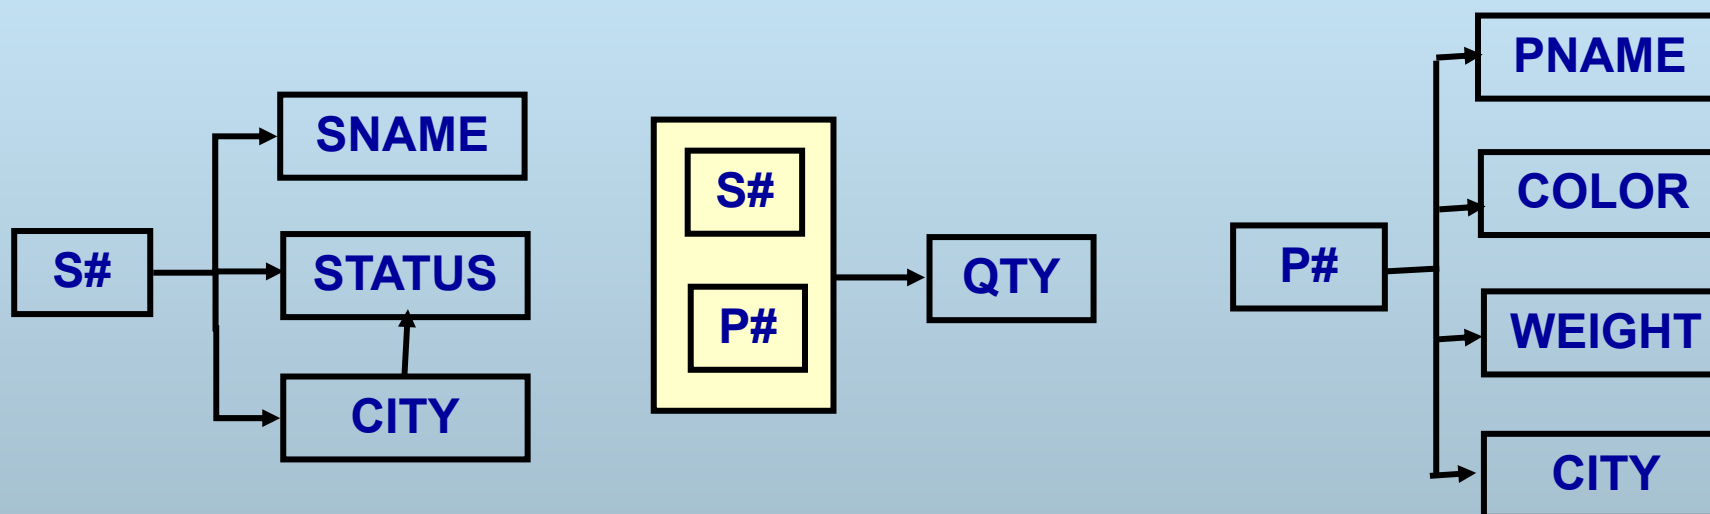 SNAME
S#
STATUS
CITY
S#
P#
QTY
P#
PNAME
COLOR
WEIGHT
CITY